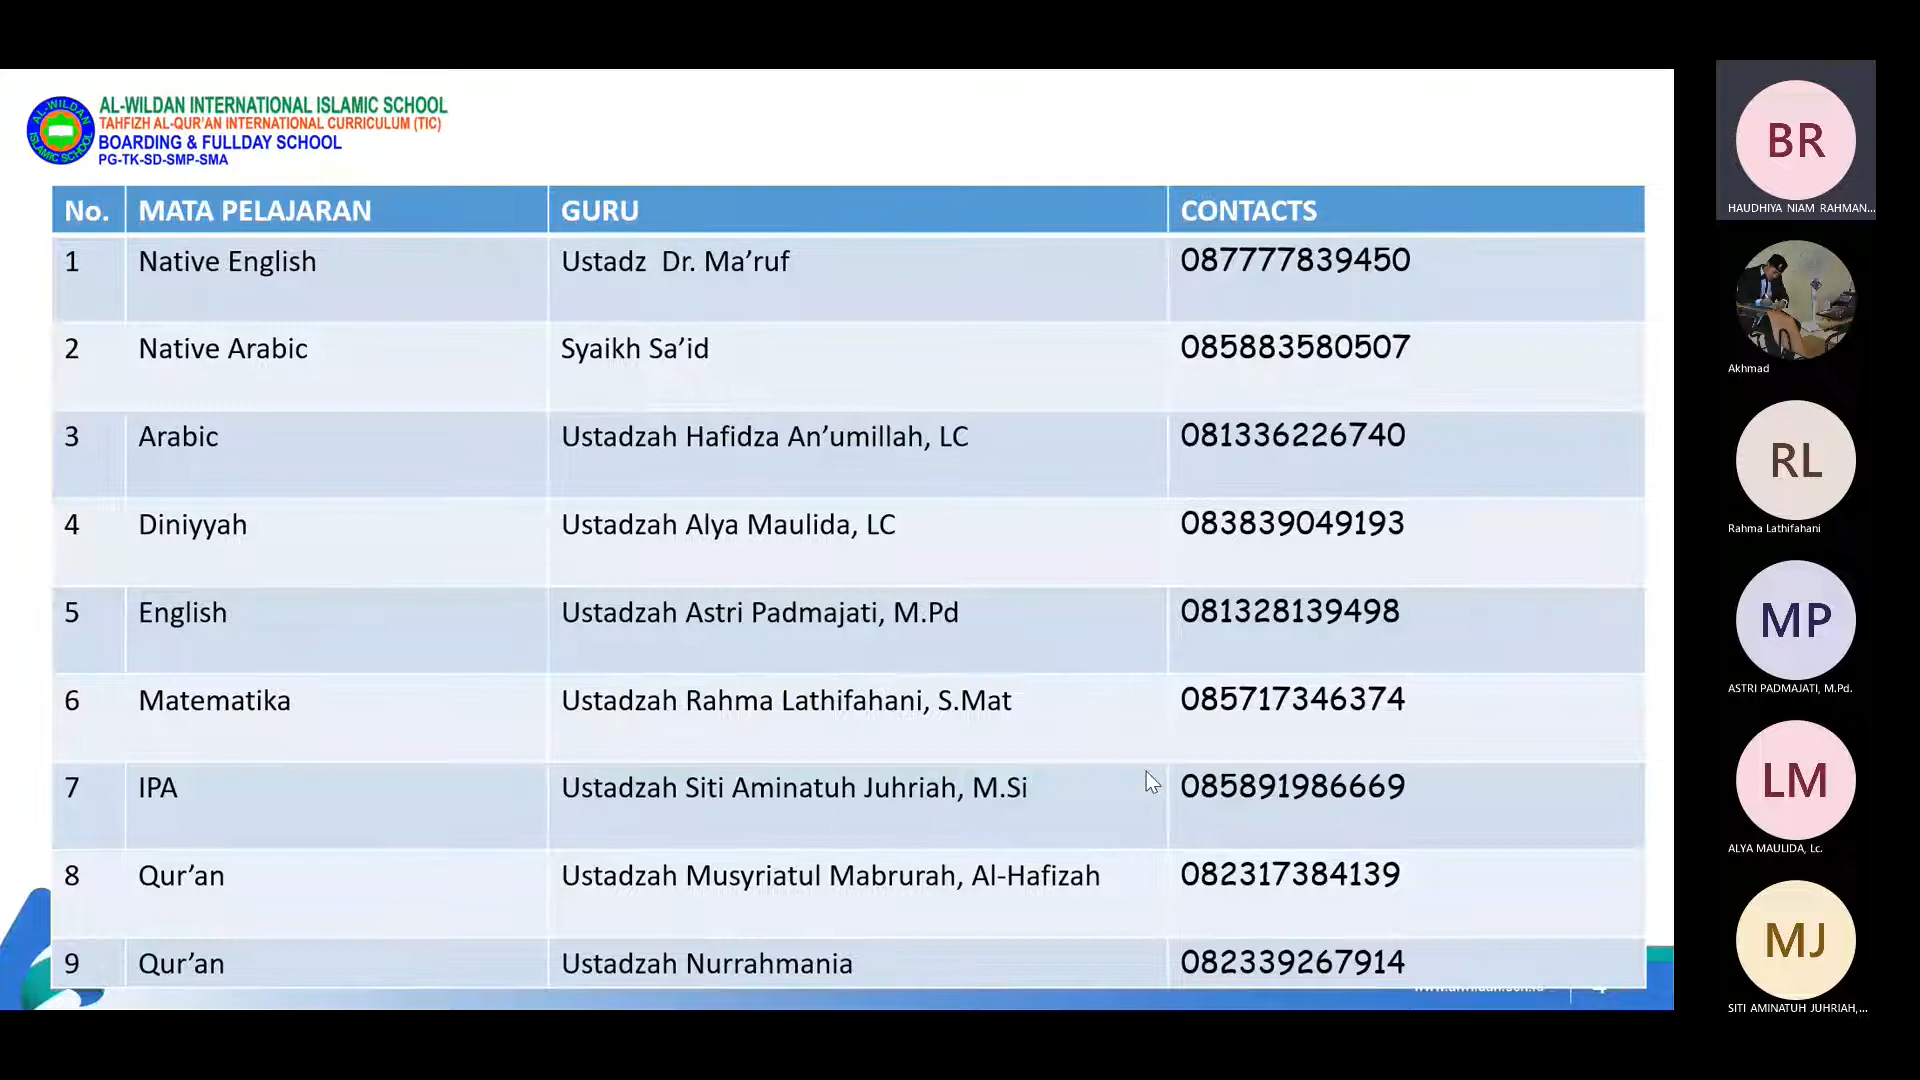 AL-WILDAN INTERNATIONAL ISLAMIC SCHOOL
TAHFIZH AL-QUR'AN INTERNATIONAL CURRICULUM (TIC)
BOARDING & FULLDAY SCHOOL
PG-TK-SD-SMP-SMA
AL-WILDAN
ISLAMIC SCHOOL
No. MATA PELAJARAN GURU CONTACTS
1 Native English Ustadz Dr. Ma’ruf 087777839450
2 Native Arabic Syaikh Sa’id 085883580507
3 Arabic Ustadzah Hafidza An’umillah, LC 081336226740
4 Diniyyah Ustadzah Alya Maulida, LC 083839049193
5 English Ustadzah Astri Padmajati, M.Pd 081328139498
6 Matematika Ustadzah Rahma Lathifahani, S.Mat 085717346374
7 IPA Ustadzah Siti Aminatuh Juhriah, M.Si 085891986669
8 Qur’an Ustadzah Musyriatul Mabrurah, Al-Hafizah 082317384139
9 Qur’an Ustadzah Nurrahmania 082339267914
BR
HAUDHIYA NIAM RAHMAN...
Akhmad
RL
Rahma Lathifahani
MP
ASTRI PADMAJATI, M.Pd.
LM
ALYA MAULIDA, Lc.
MJ
SITI AMINATUH JUHRIAH,...